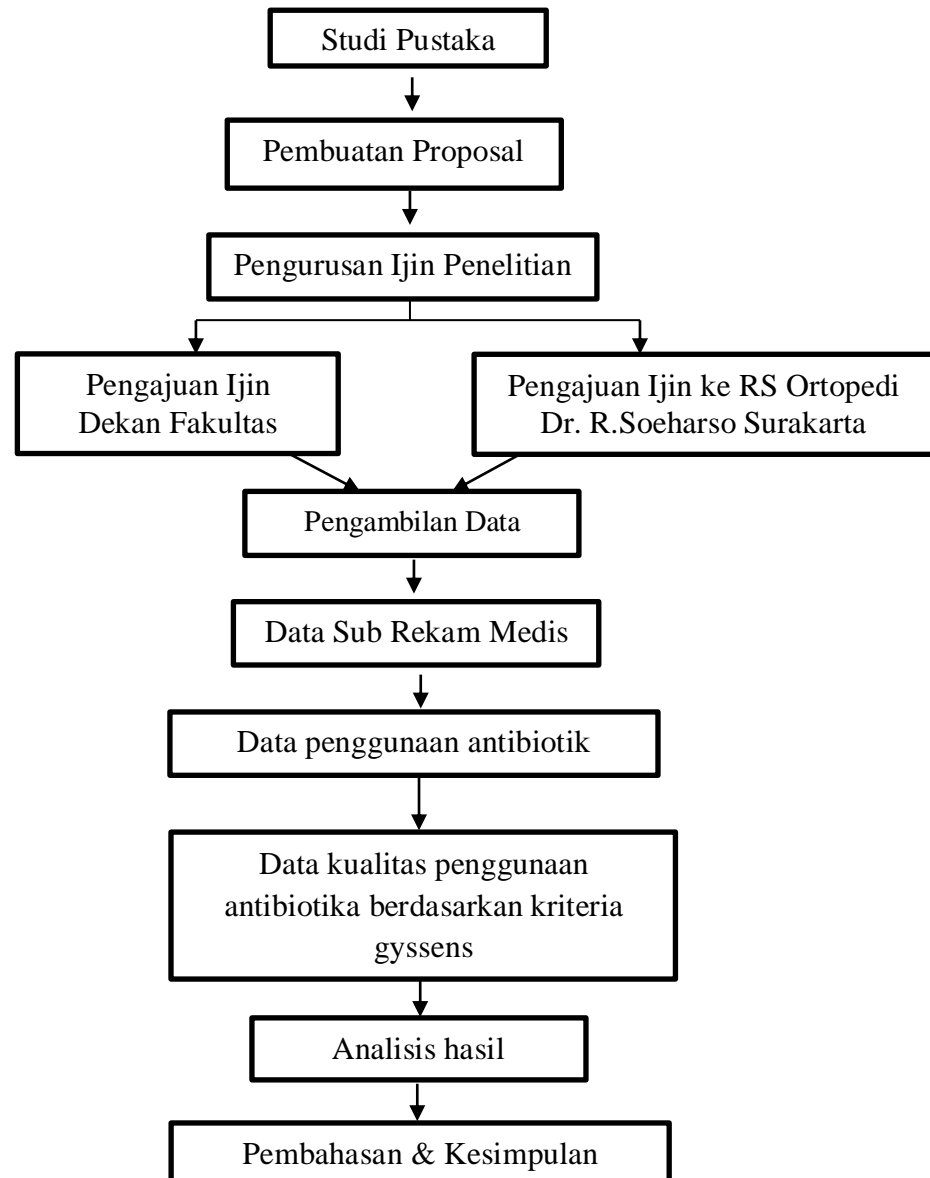 Studi Pustaka
Pembuatan Proposal
Pengurusan Ijin Penelitian
Pengajuan Ijin
Dekan Fakultas
Pengajuan Ijin ke RS Ortopedi
Dr. R.Soeharso Surakarta
Pengambilan Data
Data Sub Rekam Medis
Data penggunaan antibiotik
Data kualitas penggunaan
antibiotika berdasarkan kriteria
gyssens
Analisis hasil
Pembahasan & Kesimpulan